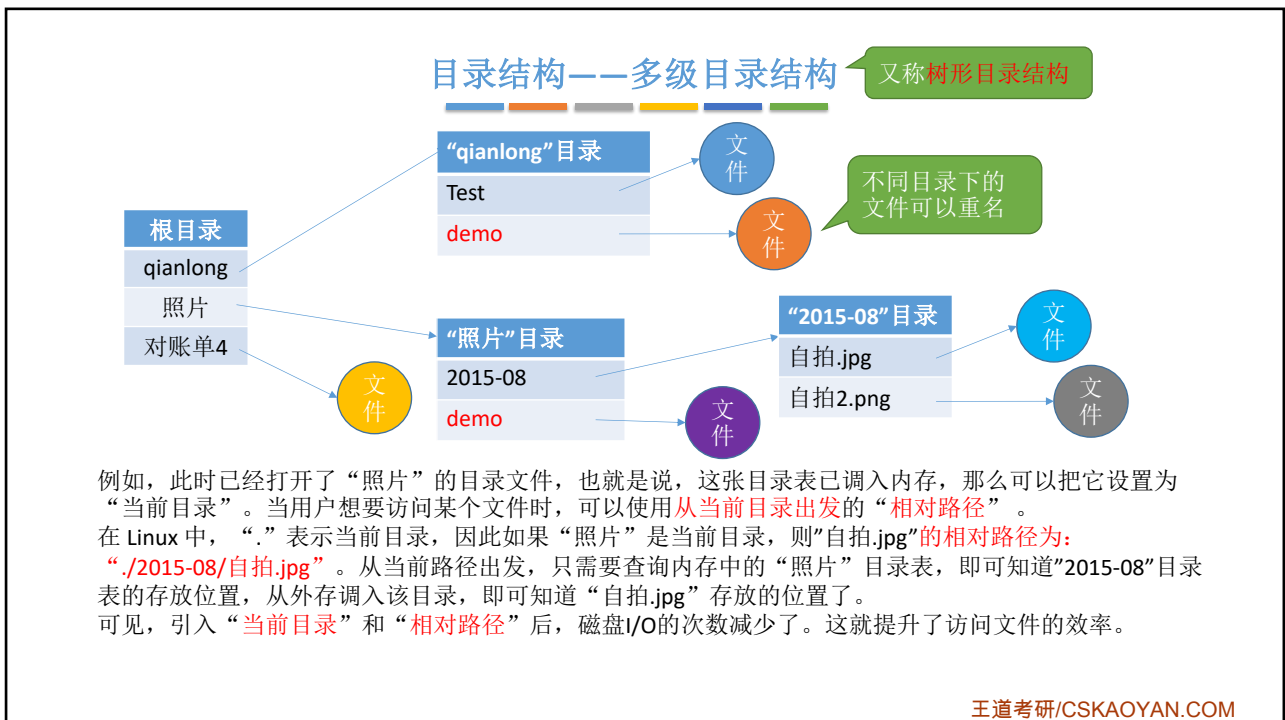 目录结构——多级目录结构
又称树形目录结构
根目录
qianlong
照片
对账单4
文件
“qianlong”目录
Test
demo
文件
文件
不同目录下的
文件可以重名
“照片”目录
2015-08
demo
文件
“2015-08”目录
自拍.jpg
自拍2.png
文件
文件
例如，此时已经打开了“照片”的目录文件，也就是说，这张目录表已调入内存，那么可以把它设置为
“当前目录”。当用户想要访问某个文件时，可以使用从当前目录出发的“相对路径” 。
在 Linux 中，“.”表示当前目录，因此如果“照片”是当前目录，则”自拍.jpg”的相对路径为：
“./2015-08/自拍.jpg”。从当前路径出发，只需要查询内存中的“照片”目录表，即可知道”2015-08”目录
表的存放位置，从外存调入该目录，即可知道“自拍.jpg”存放的位置了。
可见，引入“当前目录”和“相对路径”后，磁盘I/O的次数减少了。这就提升了访问文件的效率。
王道考研/CSKAOYAN.COM